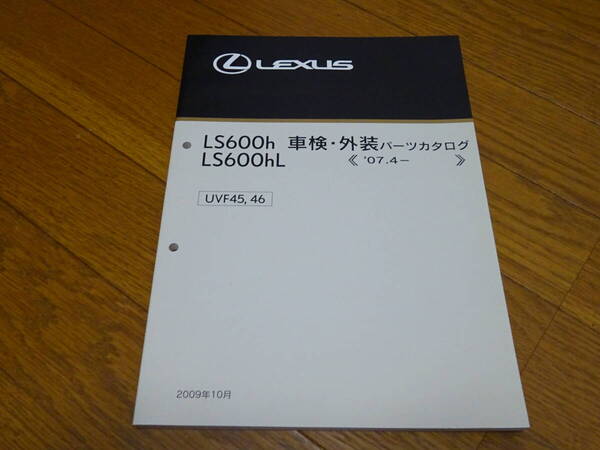 LEXUS
LS600h 車検・外装パーツカタログ
LS600hL 《 '07.4− 》
UVF45, 46
2009年10月